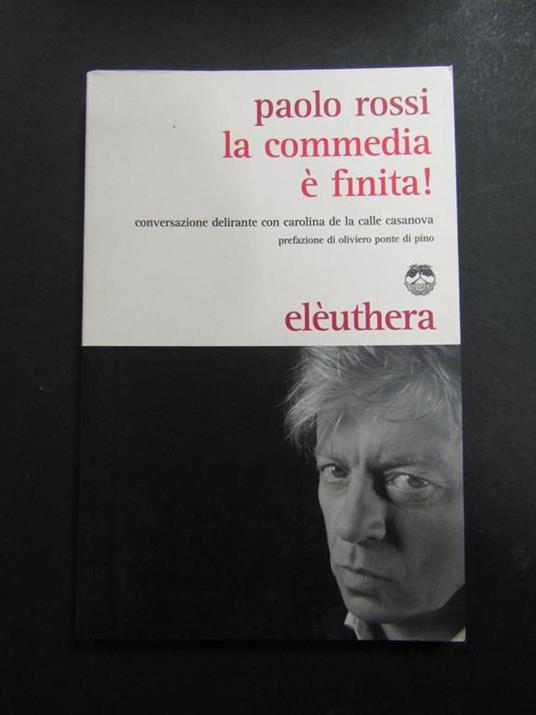 paolo rossi
la commedia
è finita!
conversazione delirante con carolina de la calle casanova
prefazione di oliviero ponte di pino
elèuthera